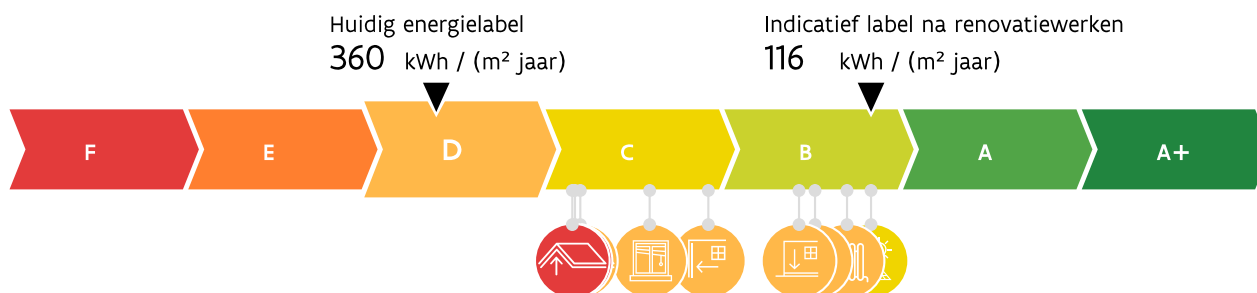 Huidig energielabel
360 kWh / (m² jaar)
Indicatief label na renovatiewerken
116 kWh / (m² jaar)
F E D C B A A+